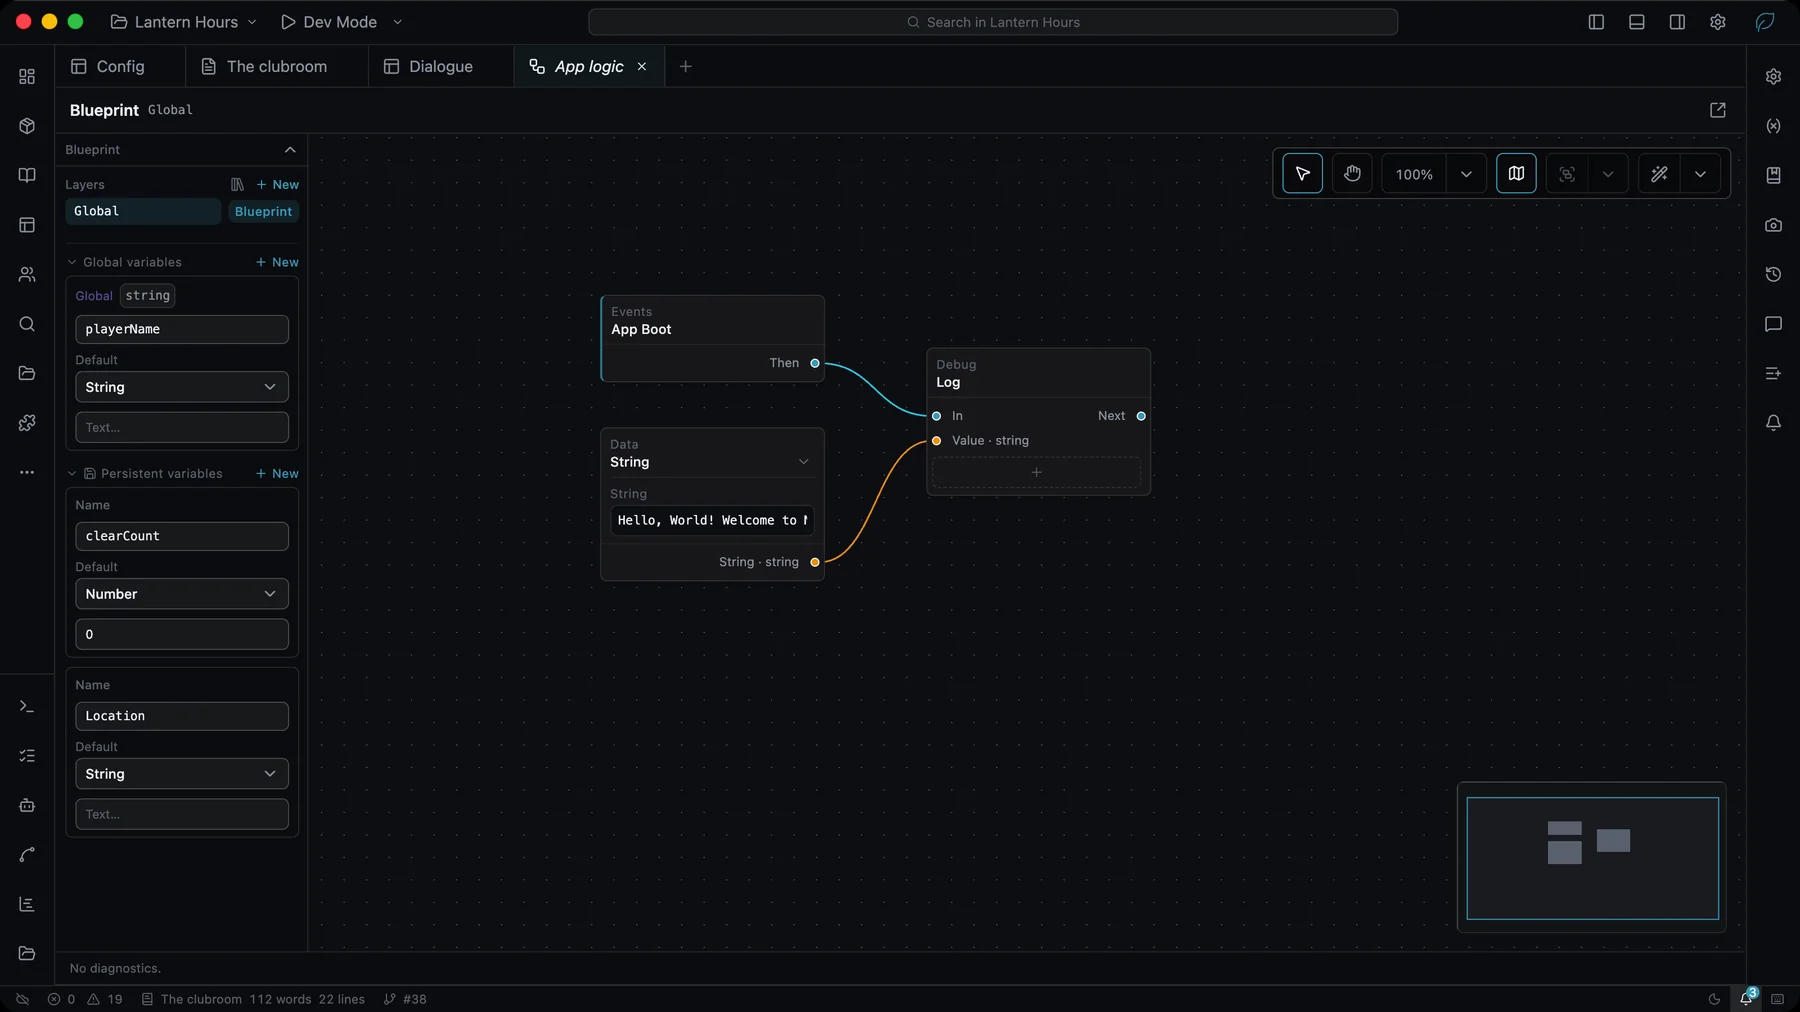 Lantern Hours
Dev Mode
Search in Lantern Hours
Config
The clubroom
Dialogue
App logic
Blueprint Global
Blueprint
Layers
New
Global
Blueprint
Global variables
New
Global string
playerName
Default
String
Text...
Persistent variables
New
Name
clearCount
Default
Number
0
Name
Location
Default
String
Text...
100%
Events
App Boot
Then
Data
String
String
Hello, World! Welcome to
String · string
Debug
Log
In
Next
Value · string
No diagnostics.
0
19
The clubroom 112 words 22 lines
#38
3